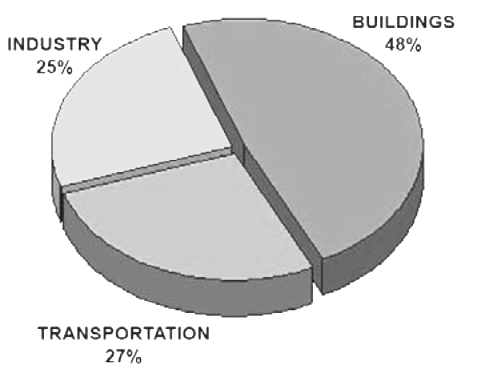 BUILDINGS
48%
INDUSTRY
25%
TRANSPORTATION
27%